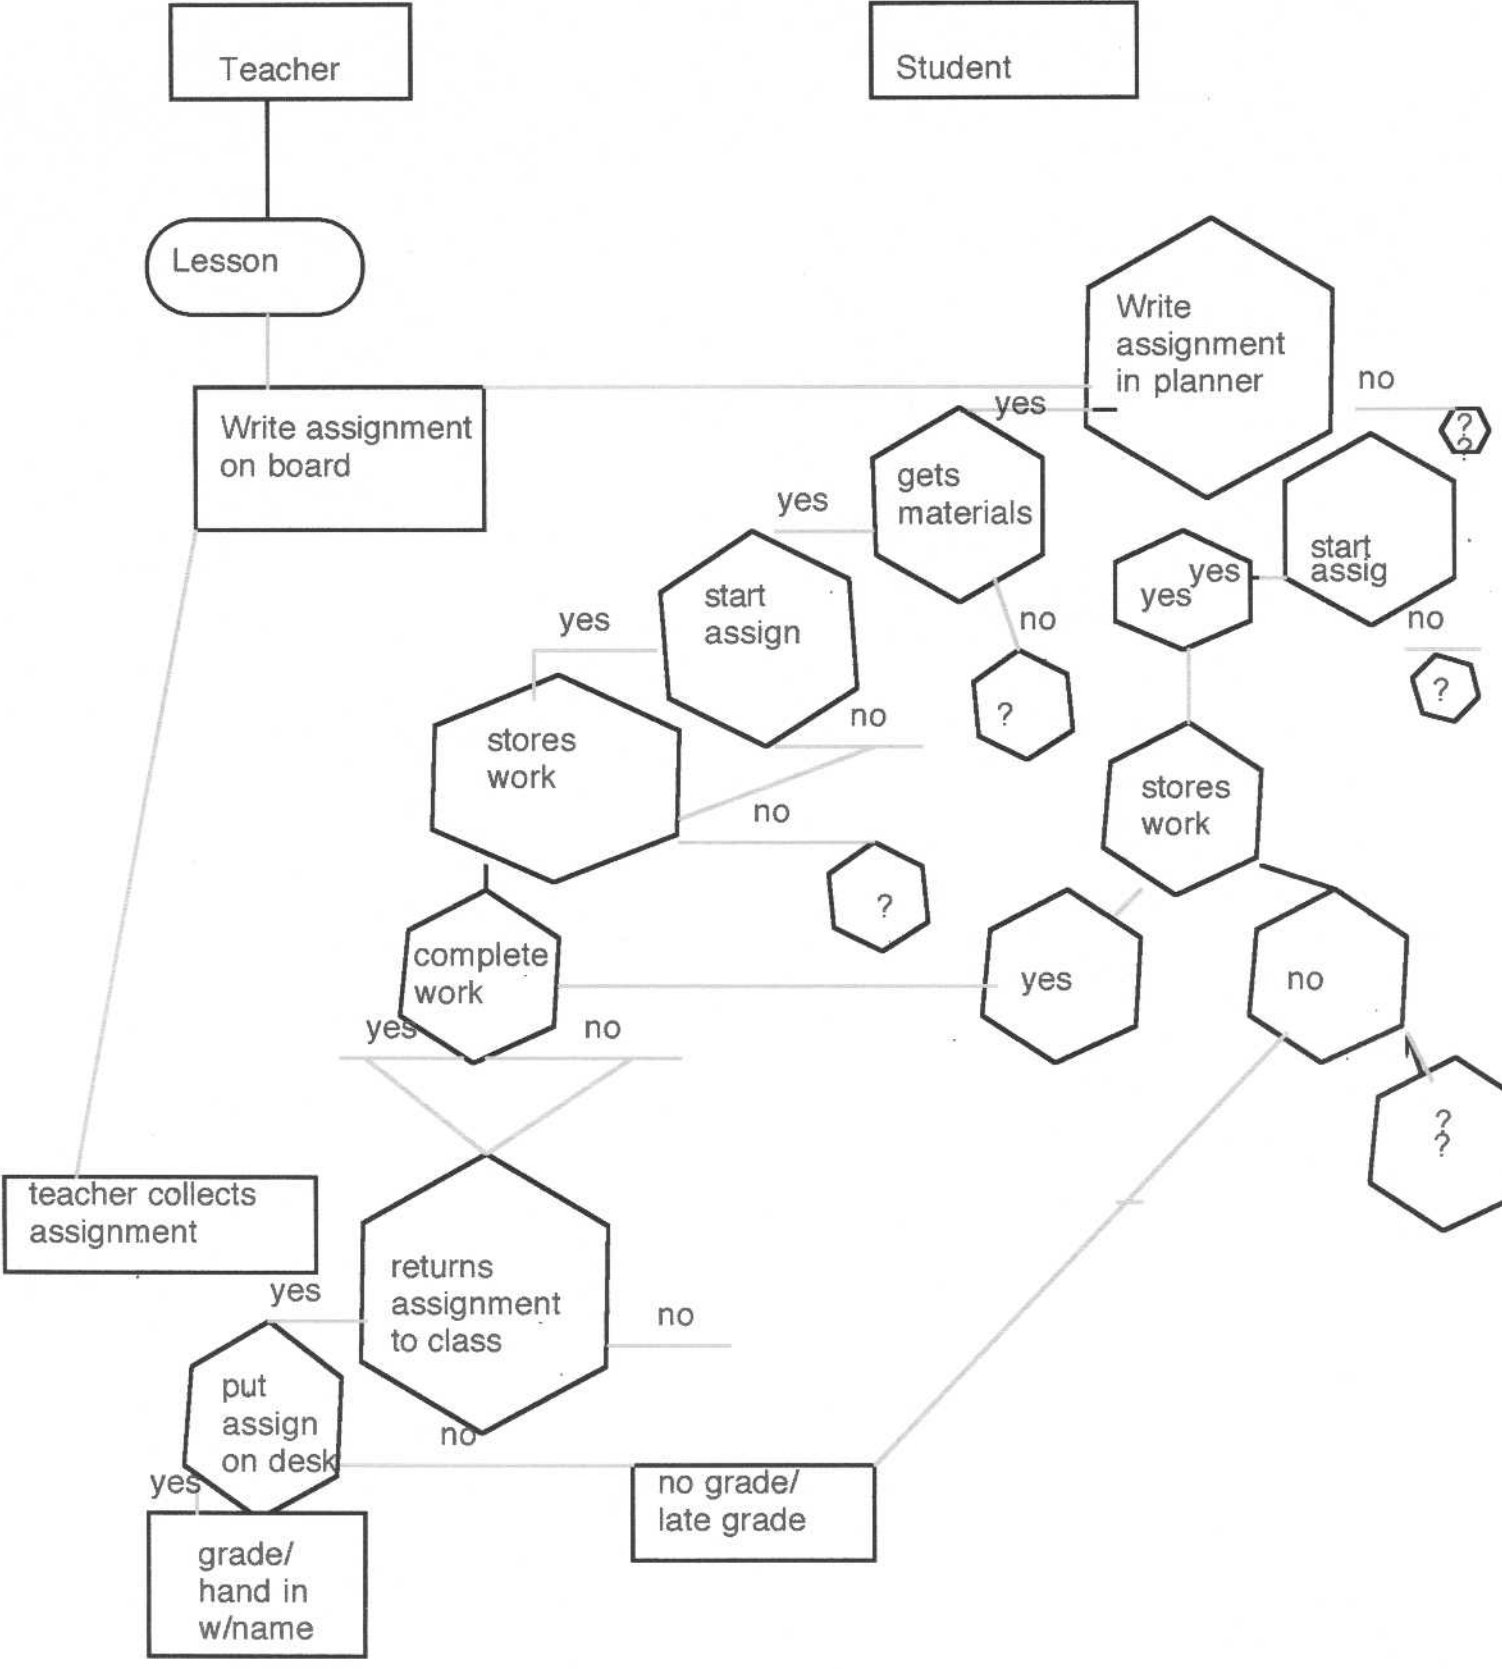 Teacher
Student
Lesson
Write
assignment
in planner
no
?
?
Write assignment
on board
yes
gets
materials
yes
start
assig
yes
yes
no
?
start
assign
yes
no
?
stores
work
no
no
?
stores
work
complete
work
yes
no
yes
no
?
?
teacher collects
assignment
returns
assignment
to class
yes
no
put
assign
on desk
no
yes
no grade/
late grade
grade/
hand in
w/name